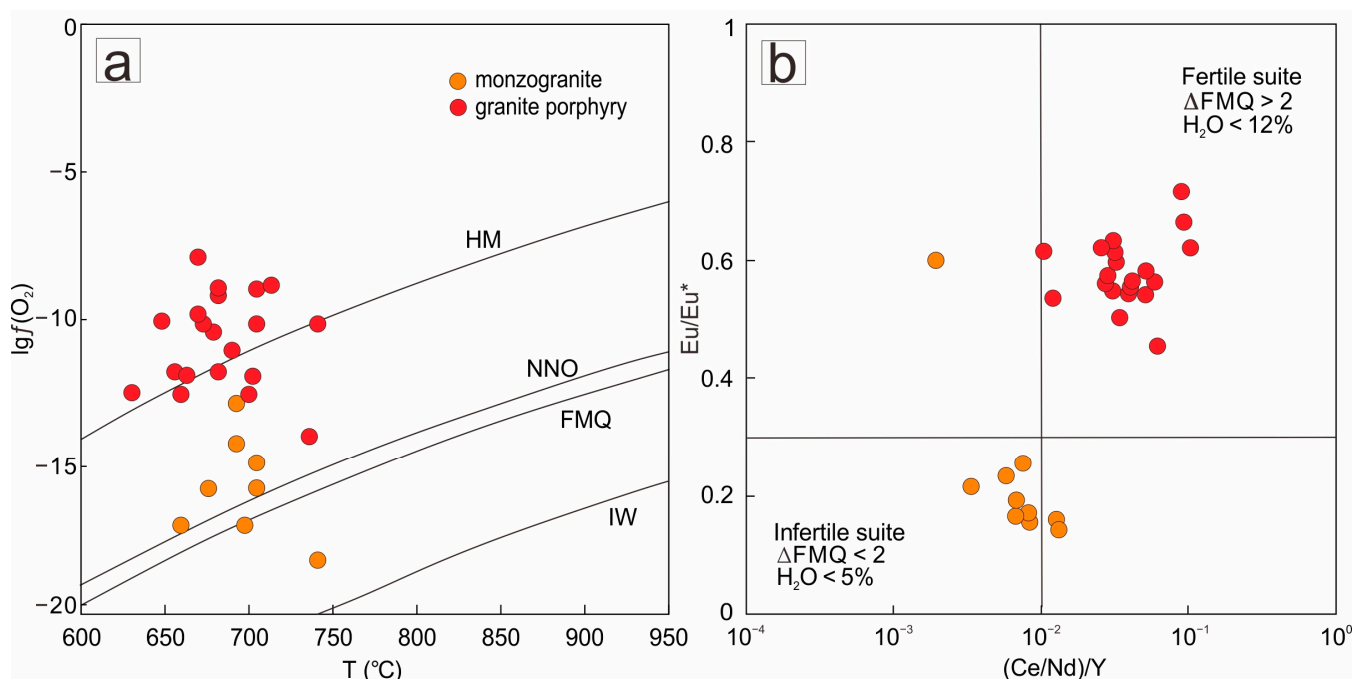 a
monzogranite
granite porphyry
0
−5
−10
−15
−20
lgf(O₂)
HM
NNO
FMQ
IW
600 650 700 750 800 850 900 950
T (℃)
b
Fertile suite
ΔFMQ > 2
H₂O < 12%
1
0.8
0.6
0.4
0.2
0
Eu/Eu*
Infertile suite
ΔFMQ < 2
H₂O < 5%
10⁻⁴ 10⁻³ 10⁻² 10⁻¹ 10⁰
(Ce/Nd)/Y